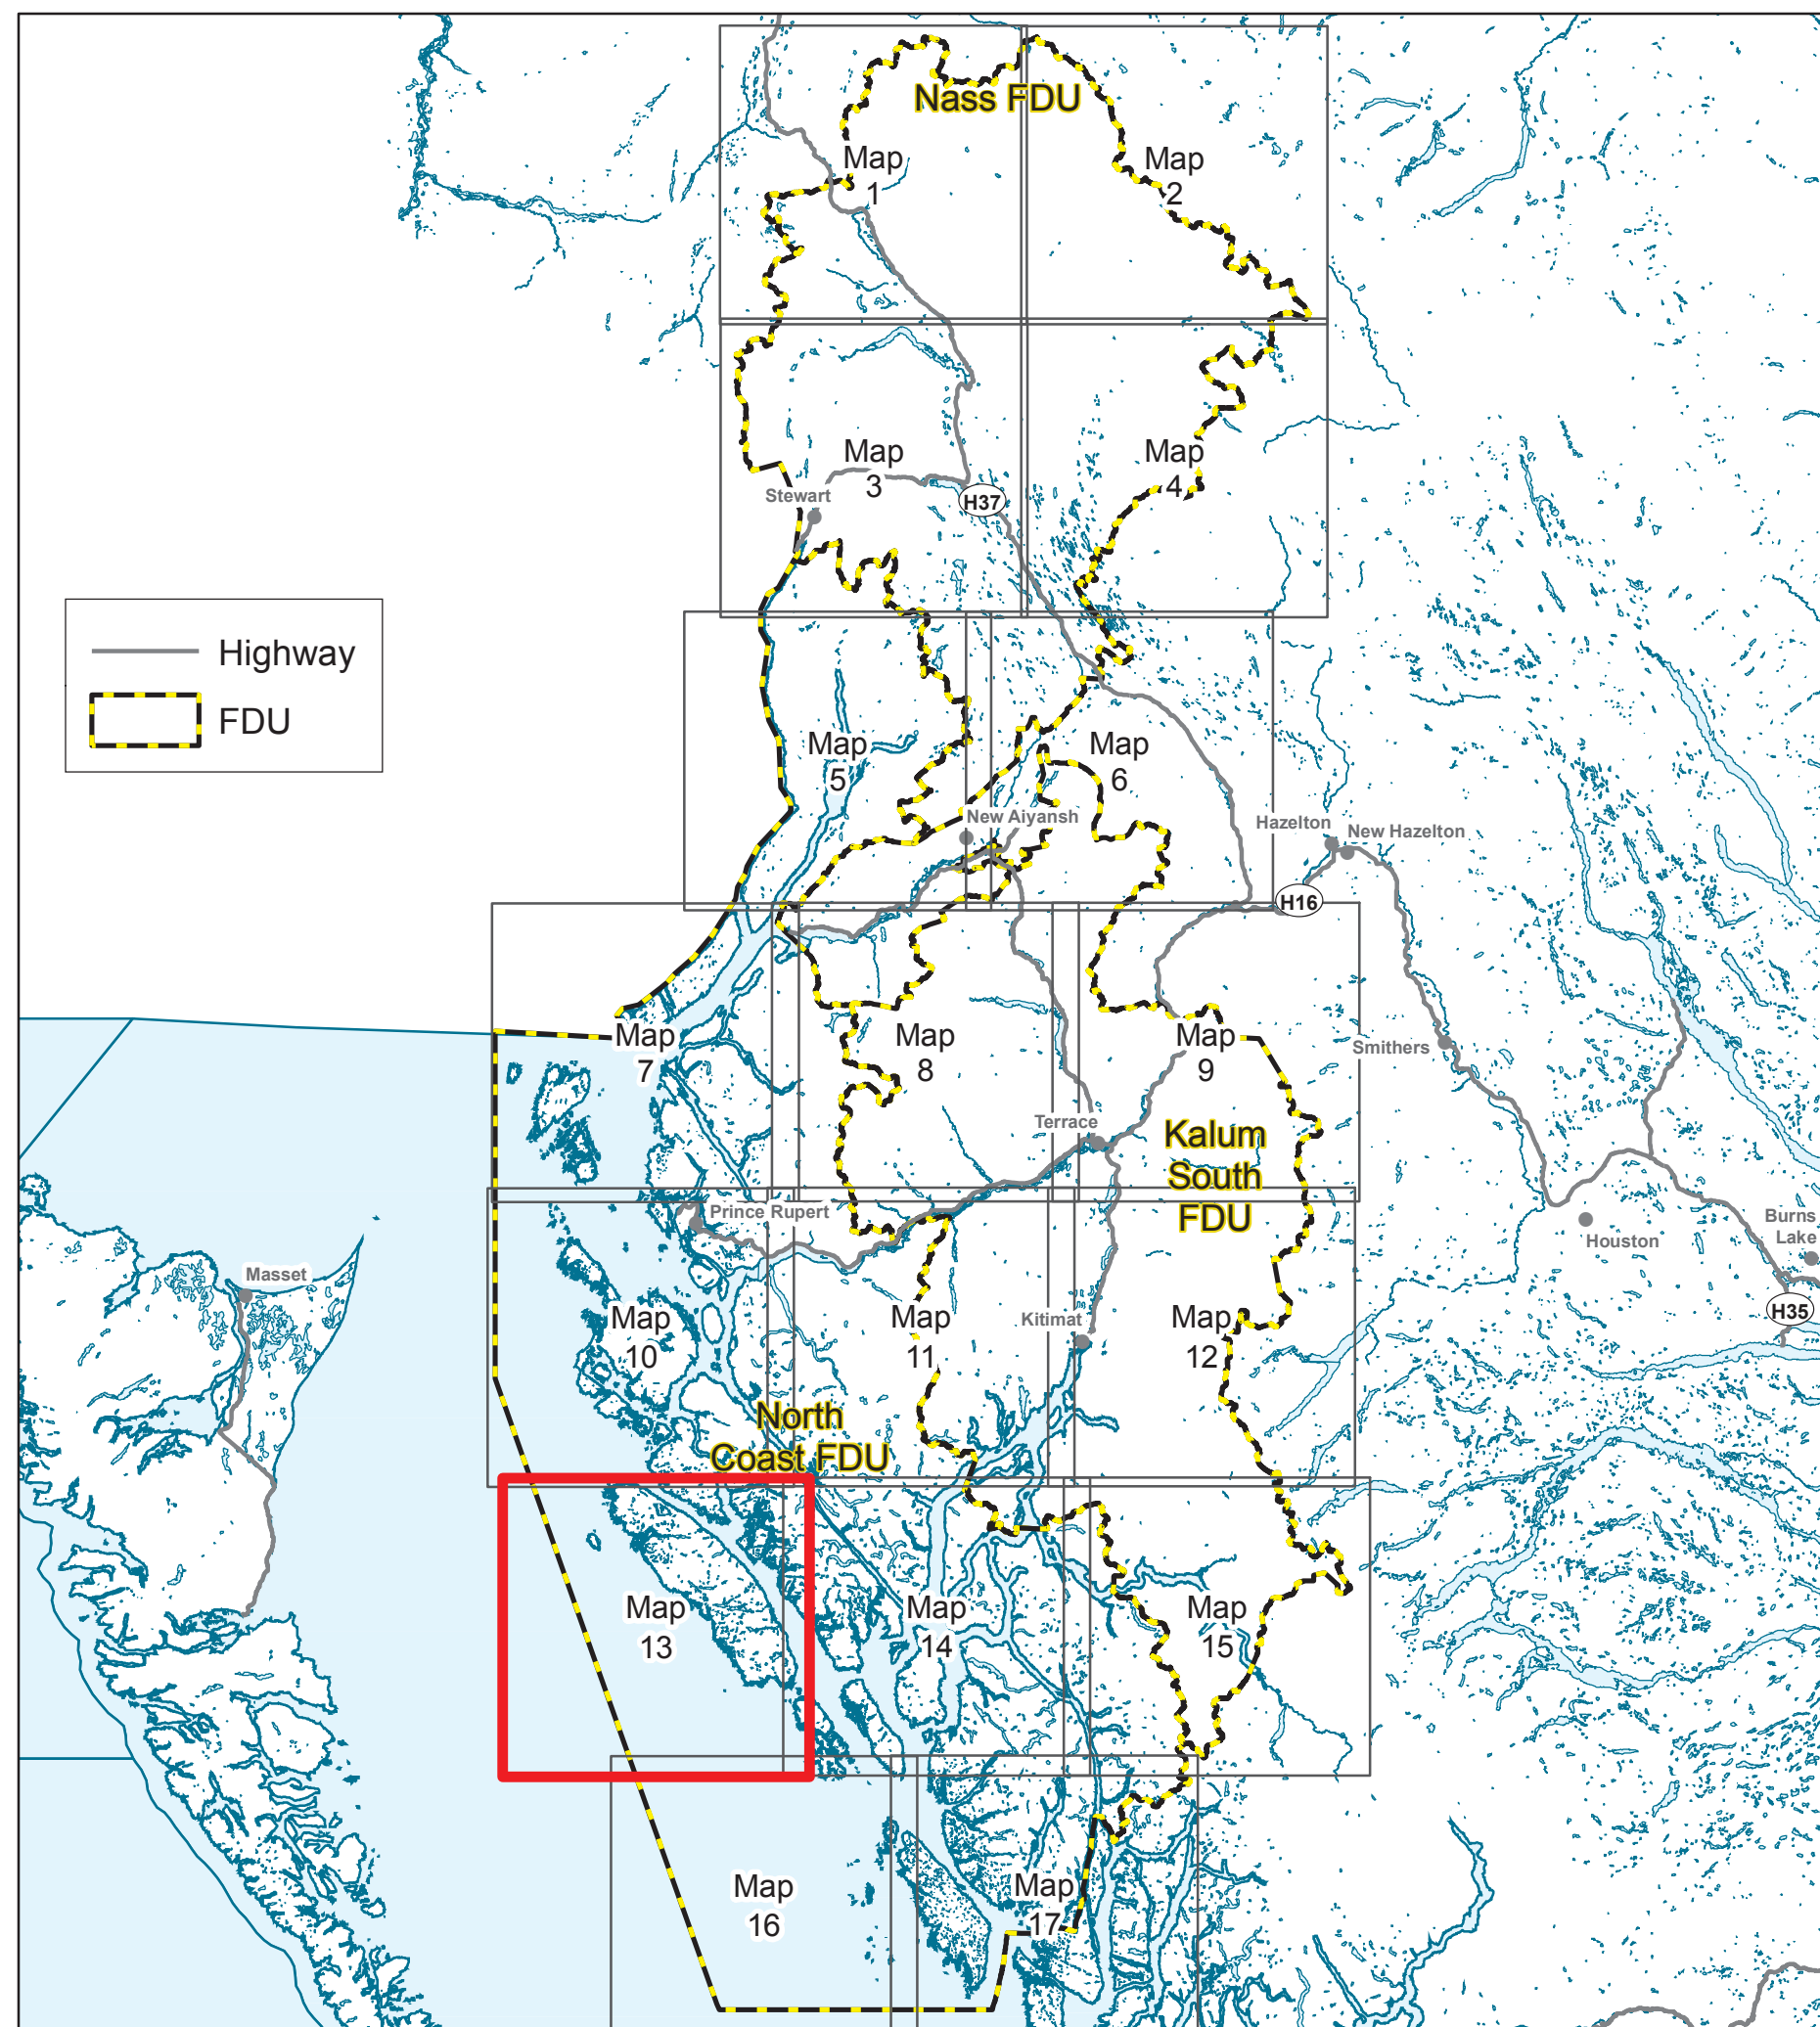 Nass FDU
Map
1
Map
2
Map
3
Map
4
Stewart
H37
Highway
FDU
Map
5
Map
6
New Aiyansh
Hazelton
New Hazelton
H16
Map
7
Map
8
Map
9
Smithers
Terrace
Kalum
South
FDU
Prince Rupert
Houston
Burns
Lake
Masset
Map
10
Map
11
Kitimat
Map
12
H35
North
Coast FDU
Map
13
Map
14
Map
15
Map
16
Map
17